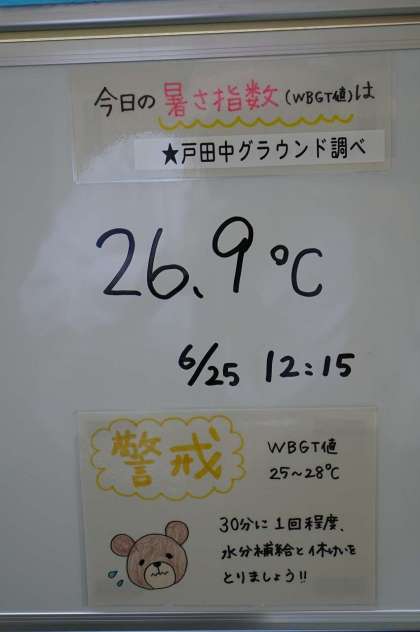 今日の暑さ指数(WBGT値)は
★戸田中グラウンド調べ
26.9℃
6/25 12:15
警戒
WBGT値
25~28℃
30分に1回程度、
水分補給と休けいを
とりましょう!!